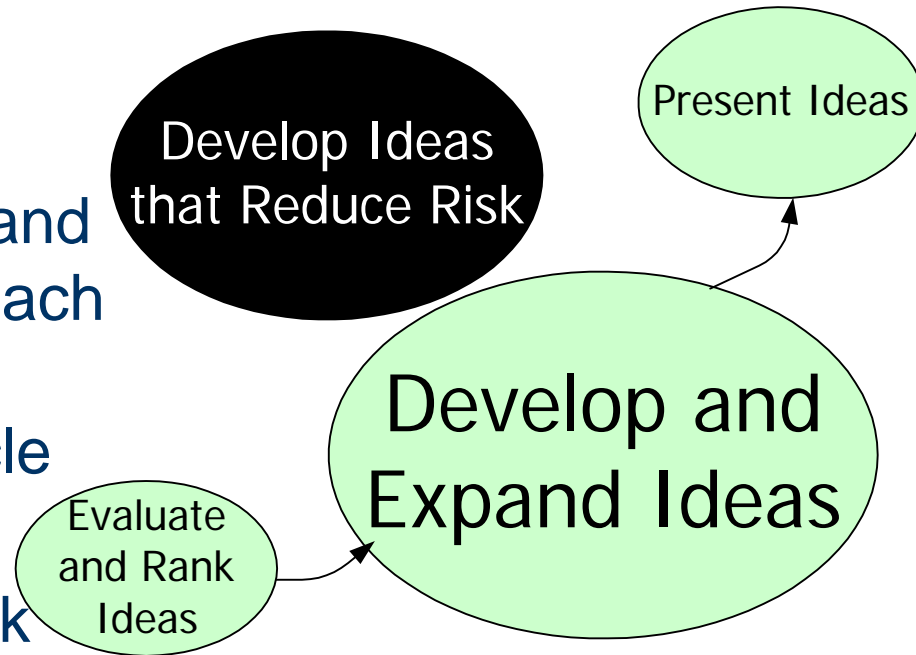 Present Ideas
Develop Ideas
that Reduce Risk
and
ach
Develop and
Expand Ideas
cle
Evaluate
and Rank
Ideas
k